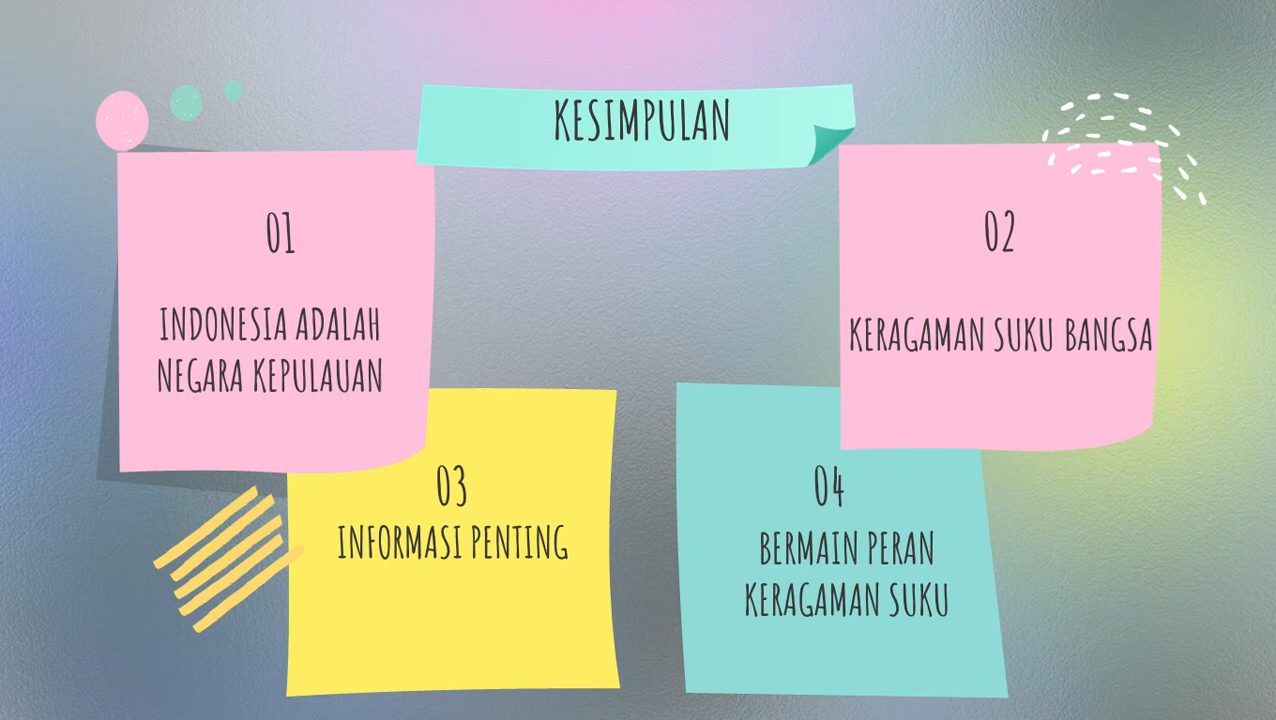 KESIMPULAN
01
INDONESIA ADALAH
NEGARA KEPULAUAN
02
KERAGAMAN SUKU BANGSA
03
INFORMASI PENTING
04
BERMAIN PERAN
KERAGAMAN SUKU